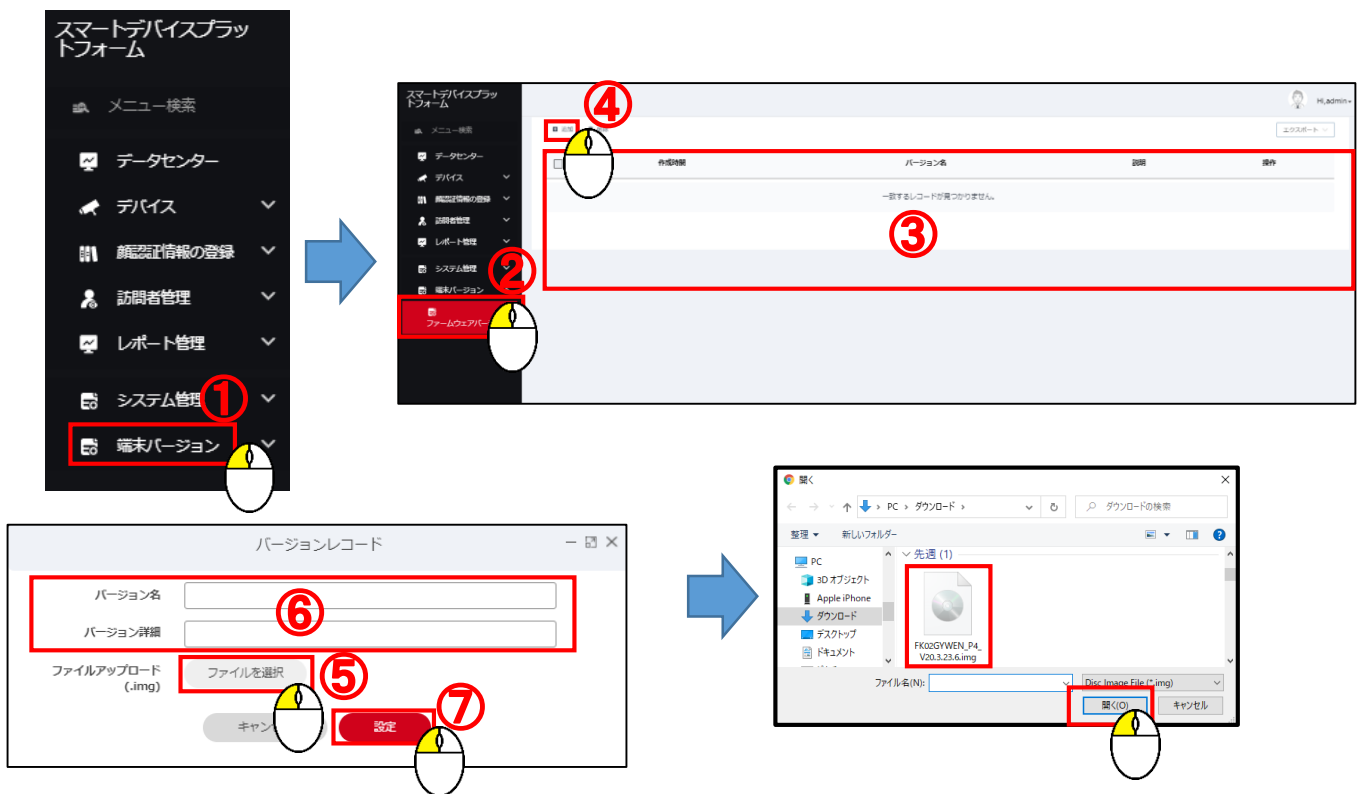 スマートデバイスプラッ
トフォーム
メニュー検索
データセンター
デバイス
顔認証情報の登録
訪問者管理
レポート管理
システム管理
①
端末バージョン
スマートデバイスプラッ
トフォーム
メニュー検索
データセンター
デバイス
顔認証情報の登録
訪問者管理
レポート管理
システム管理
②
端末バージョン
ファームウェアバー
④
Hi,admin
追加
エクスポート
作成時間 バージョン名 説明 操作
一致するレコードが見つかりません。
③
バージョンレコード
バージョン名
⑥
バージョン詳細
ファイルアップロード
(.img)
ファイルを選択
⑤
キャン
設定
⑦
開く
PC › ダウンロード ›
ダウンロードの検索
整理 新しいフォルダー
PC
3D オブジェクト
Apple iPhone
ダウンロード
デスクトップ
ドキュメント
先週 (1)
FK02GYWEN_P4_
V20.3.23.6.img
ファイル名(N):
Disc Image File (*.img)
開く(O)
キャンセル